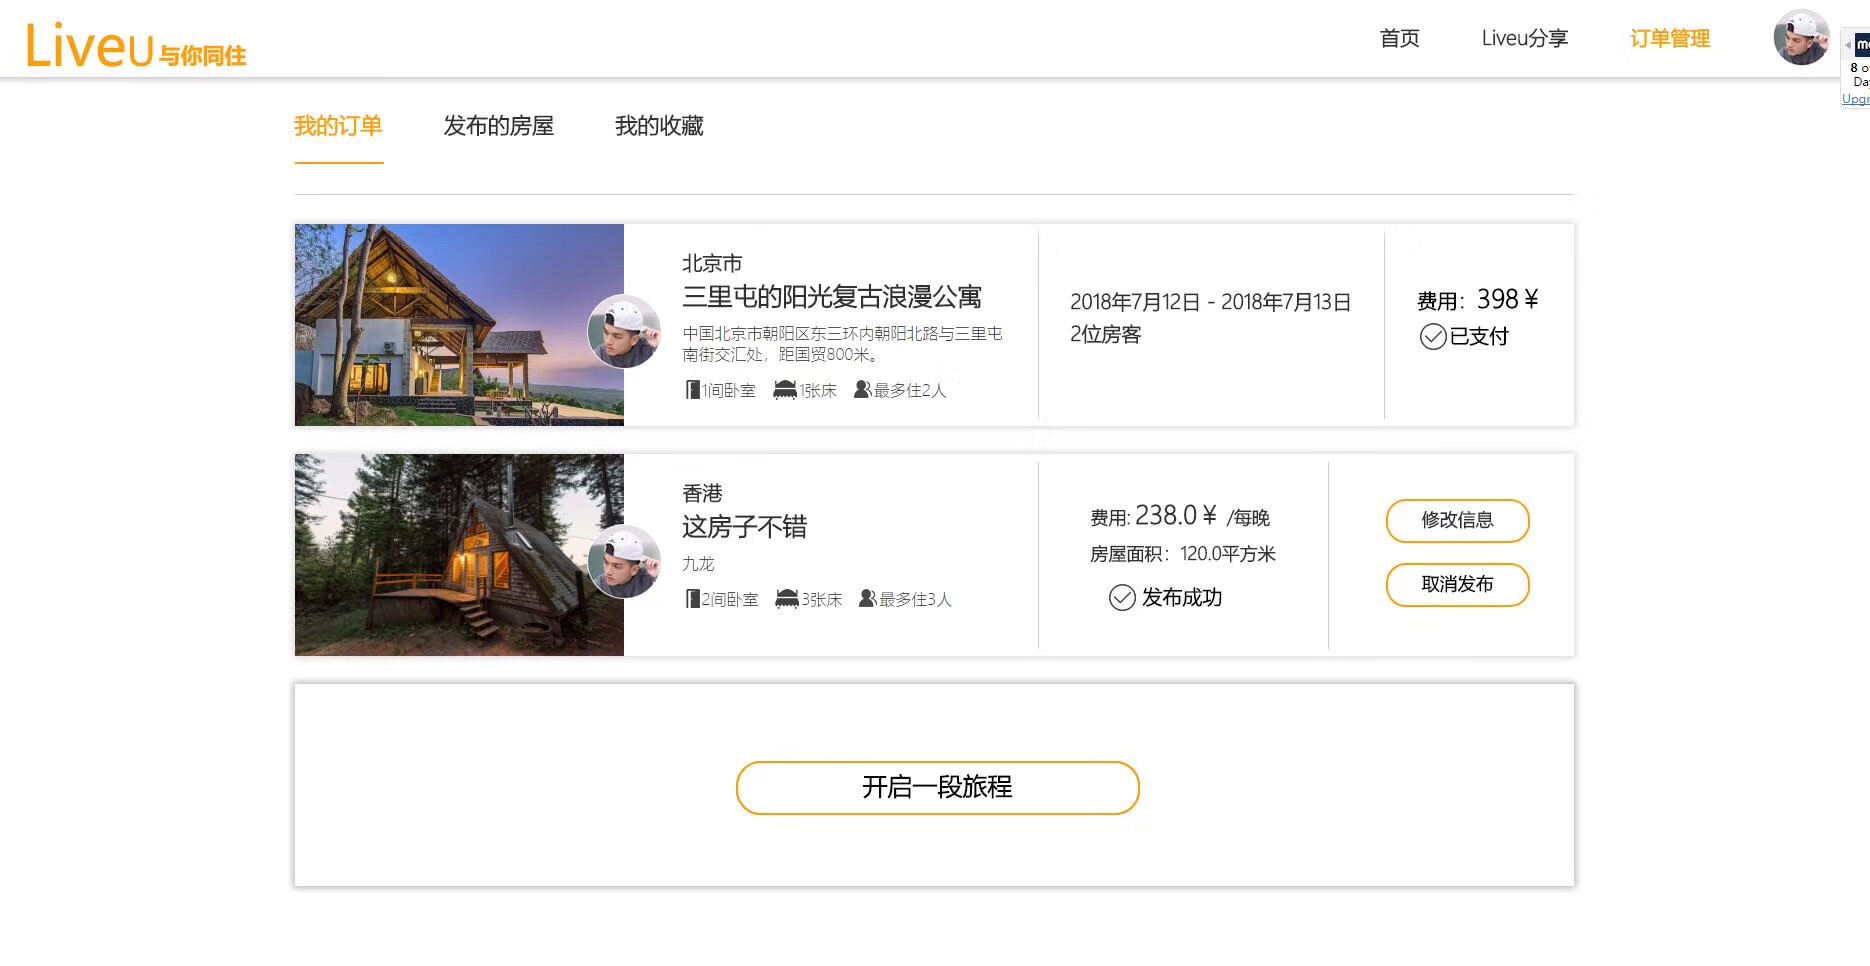 Liveu与你同住
首页 Liveu分享 订单管理
8 o
Upgr
我的订单 发布的房屋 我的收藏
北京市
三里屯的阳光复古浪漫公寓
中国北京市朝阳区东三环内朝阳北路与三里屯
南街交汇处，距国贸800米。
1间卧室 1张床 最多住2人
2018年7月12日 - 2018年7月13日
2位房客
费用：398￥
已支付
香港
这房子不错
九龙
2间卧室 3张床 最多住3人
费用: 238.0￥ /每晚
房屋面积：120.0平方米
发布成功
修改信息
取消发布
开启一段旅程